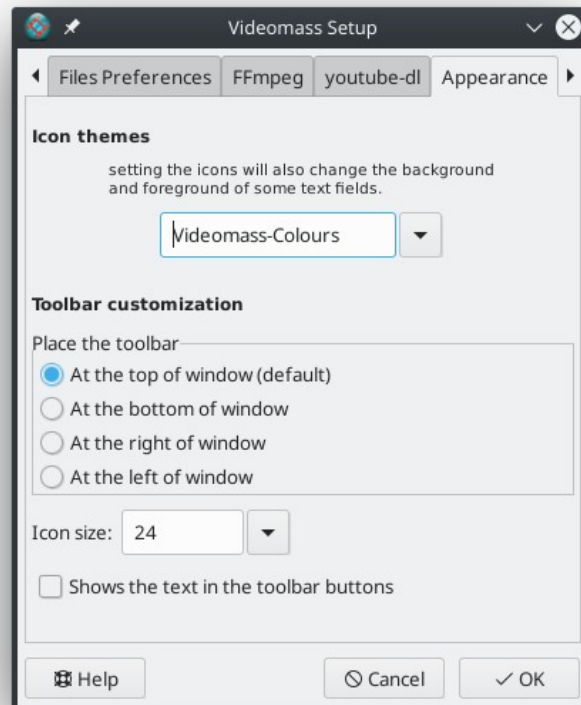 Videomass Setup
Files Preferences FFmpeg youtube-dl Appearance
Icon themes
setting the icons will also change the background
and foreground of some text fields.
Videomass-Colours
Toolbar customization
Place the toolbar
At the top of window (default)
At the bottom of window
At the right of window
At the left of window
Icon size: 24
Shows the text in the toolbar buttons
Help Cancel OK